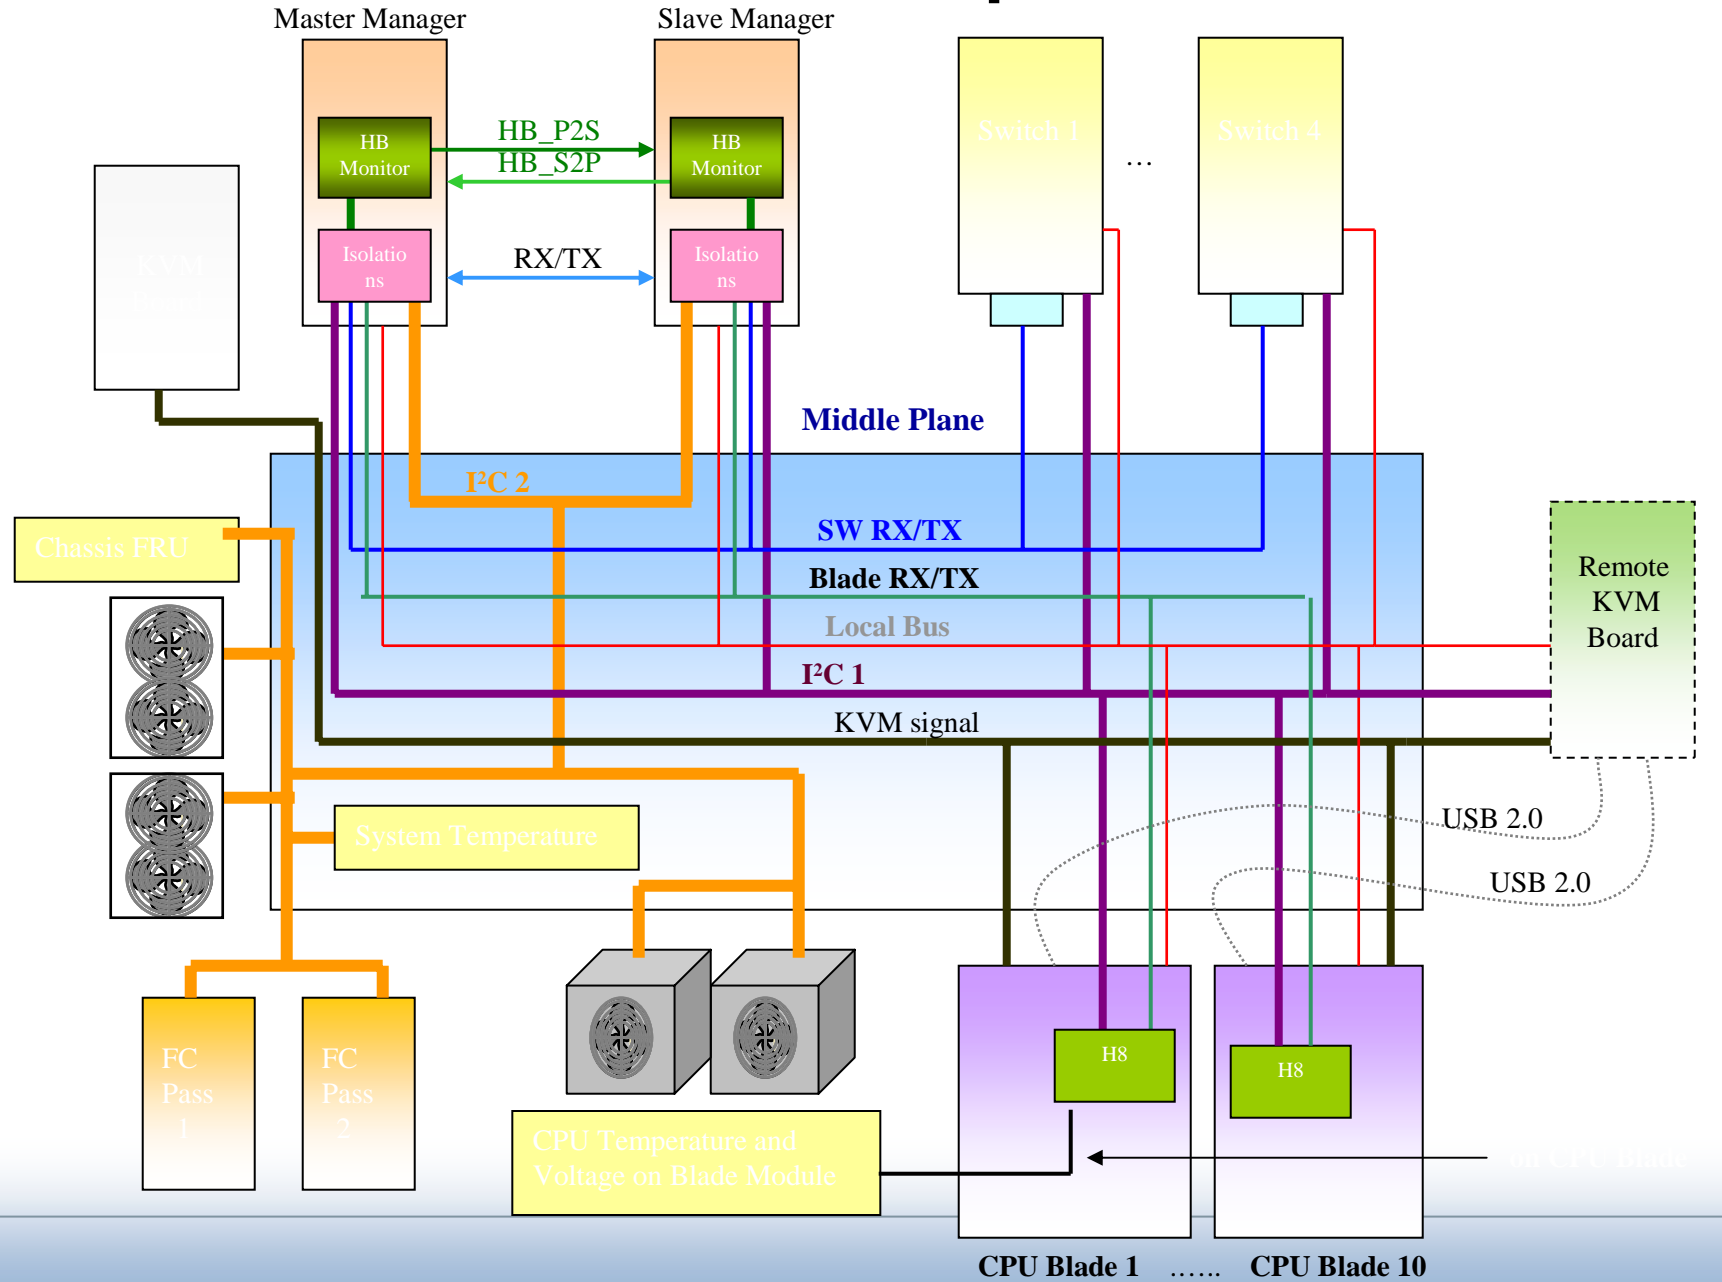 Master Manager
Slave Manager
HB
Monitor
HB_P2S
HB_S2P
HB
Monitor
Switch 1
...
Switch 4
KVM
Isolatio
ns
RX/TX
Isolatio
ns
Middle Plane
I²C 2
SW RX/TX
Chassis FRU
Blade RX/TX
Remote
KVM
Board
Local Bus
I²C 1
KVM signal
System Temperature
USB 2.0
USB 2.0
FC
Pass
1
FC
Pass
2
H8
H8
CPU Temperature and
Voltage on Blade Module
on CPU Blade
CPU Blade 1 ....... CPU Blade 10